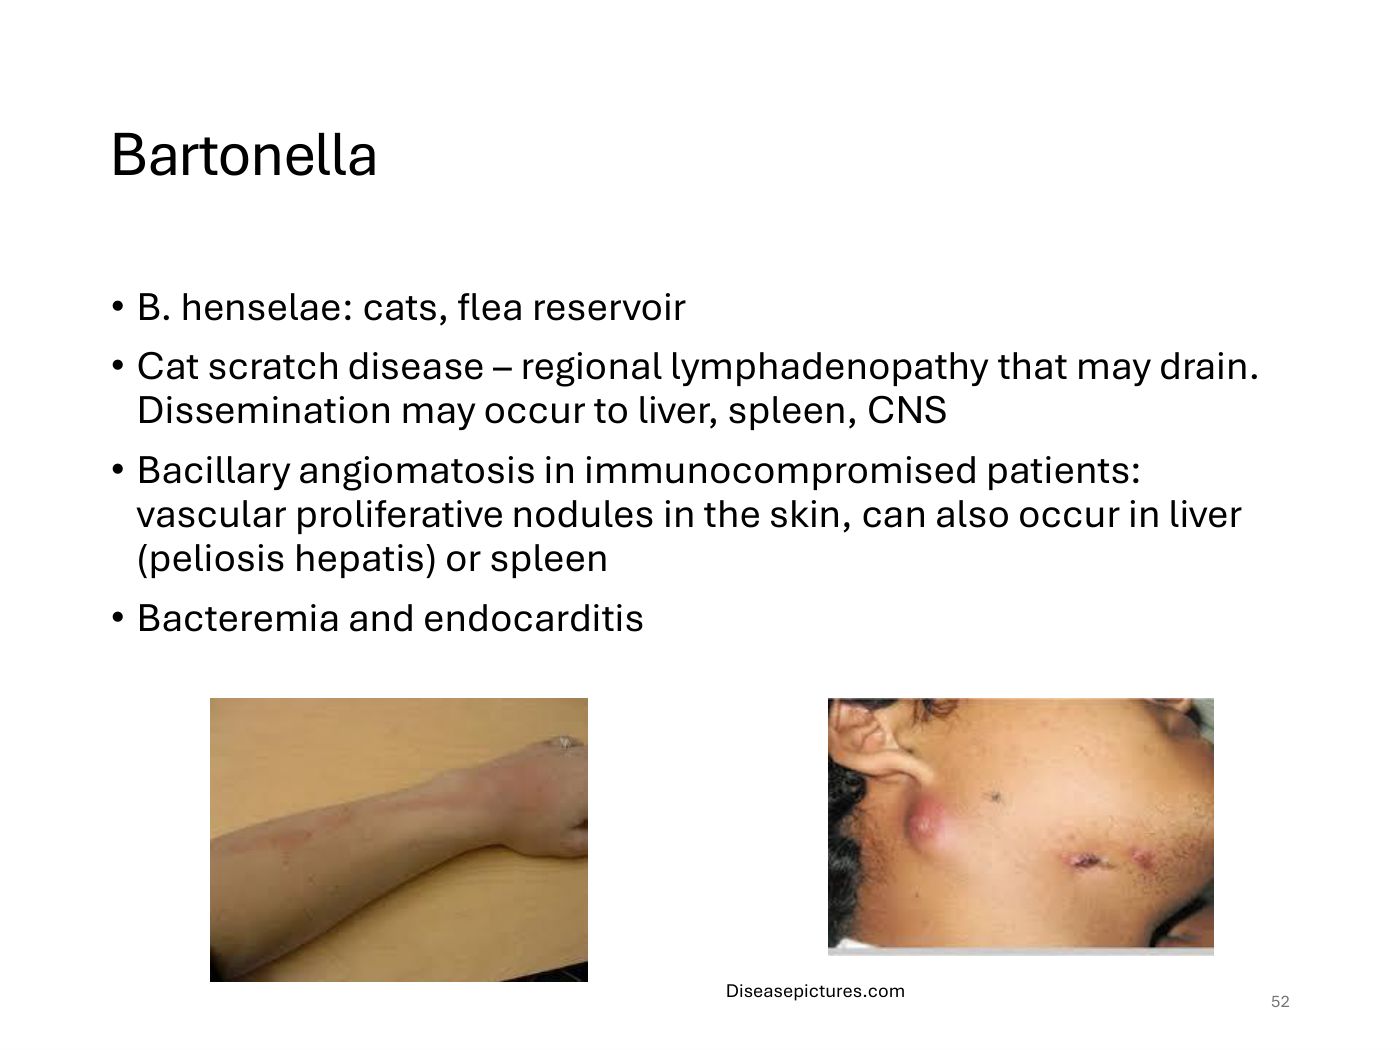 Bartonella
• B. henselae: cats, flea reservoir
• Cat scratch disease – regional lymphadenopathy that may drain.
Dissemination may occur to liver, spleen, CNS
• Bacillary angiomatosis in immunocompromised patients:
vascular proliferative nodules in the skin, can also occur in liver
(peliosis hepatis) or spleen
• Bacteremia and endocarditis
Diseasepictures.com
52